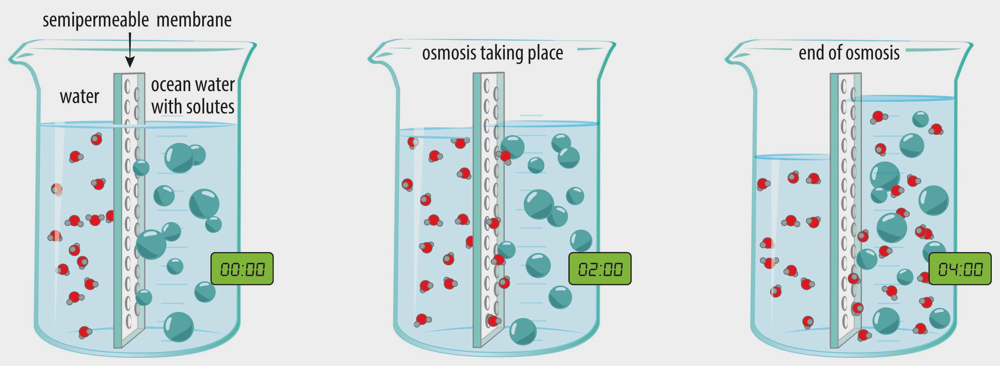 semipermeable membrane
water
ocean water
with solutes
00:00
osmosis taking place
02:00
end of osmosis
04:00